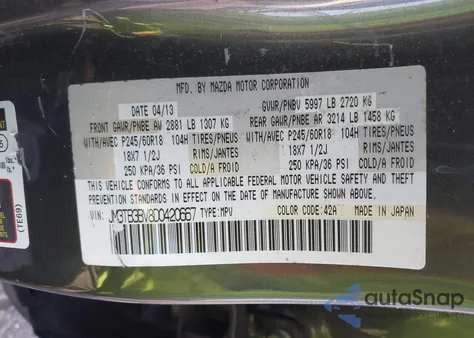 MFD. BY MAZDA MOTOR CORPORATION
DATE 04/13 GVWR/PNBV 5997 LB 2720 KG
FRONT GAWR/PNBE AV 2881 LB 1307 KG REAR GAWR/PNBE AR 3214 LB 1458 KG
WITH/AVEC P245/60R18 104H TIRES/PNEUS WITH/AVEC P245/60R18 104H TIRES/PNEUS
18X7 1/2J RIMS/JANTES 18X7 1/2J RIMS/JANTES
250 KPA/36 PSI COLD/A FROID 250 KPA/36 PSI COLD/A FROID
THIS VEHICLE CONFORMS TO ALL APPLICABLE FEDERAL MOTOR VEHICLE SAFETY AND THEFT
PREVENTION STANDARDS IN EFFECT ON THE DATE OF MANUFACTURE SHOWN ABOVE.
VIN: JM3TB3BV8D0420667 TYPE:MPV COLOR CODE:42A MADE IN JAPAN
(TE69)
autoSnap